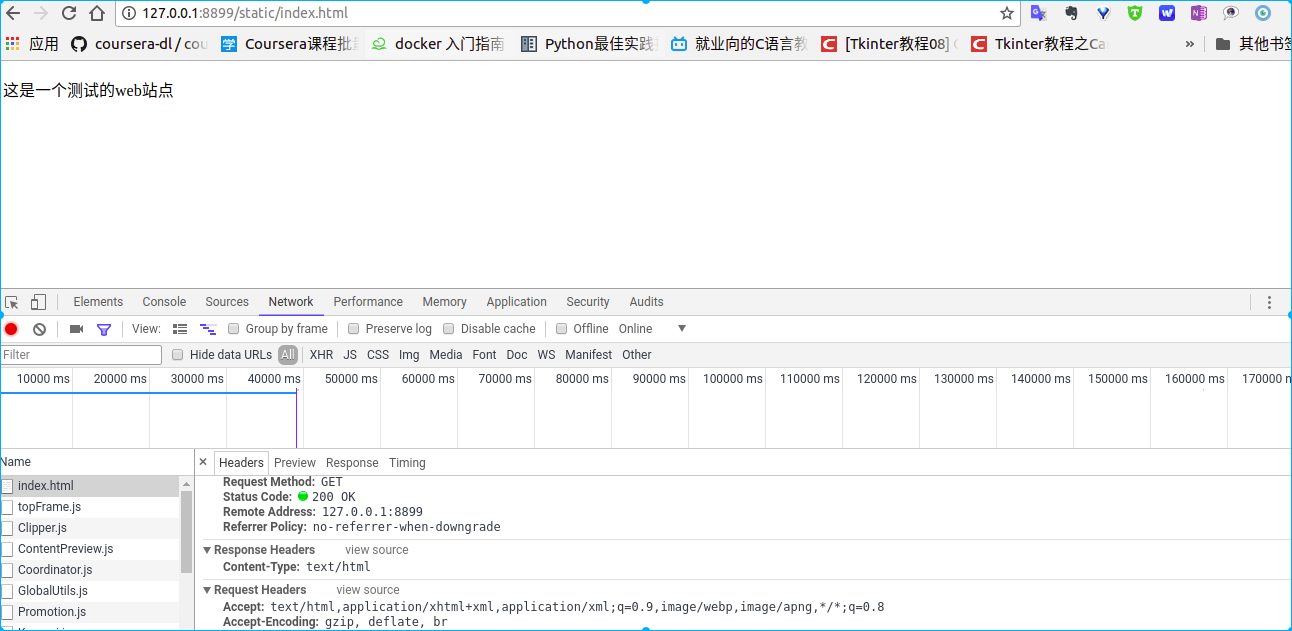 127.0.0.1:8899/static/index.html
应用 coursera-dl / cou Coursera课程批 docker 入门指南 Python最佳实践 就业向的C语言教 [Tkinter教程08] Tkinter教程之Ca » 其他书签
这是一个测试的web站点
Elements Console Sources Network Performance Memory Application Security Audits
View: Group by frame Preserve log Disable cache Offline Online
Filter Hide data URLs All XHR JS CSS Img Media Font Doc WS Manifest Other
10000 ms 20000 ms 30000 ms 40000 ms 50000 ms 60000 ms 70000 ms 80000 ms 90000 ms 100000 ms 110000 ms 120000 ms 130000 ms 140000 ms 150000 ms 160000 ms 170000 m
Name × Headers Preview Response Timing
index.html
topFrame.js
Clipper.js
ContentPreview.js
Coordinator.js
GlobalUtils.js
Promotion.js
Request Method: GET
Status Code: 200 OK
Remote Address: 127.0.0.1:8899
Referrer Policy: no-referrer-when-downgrade
Response Headers view source
Content-Type: text/html
Request Headers view source
Accept: text/html,application/xhtml+xml,application/xml;q=0.9,image/webp,image/apng,*/*;q=0.8
Accept-Encoding: gzip, deflate, br